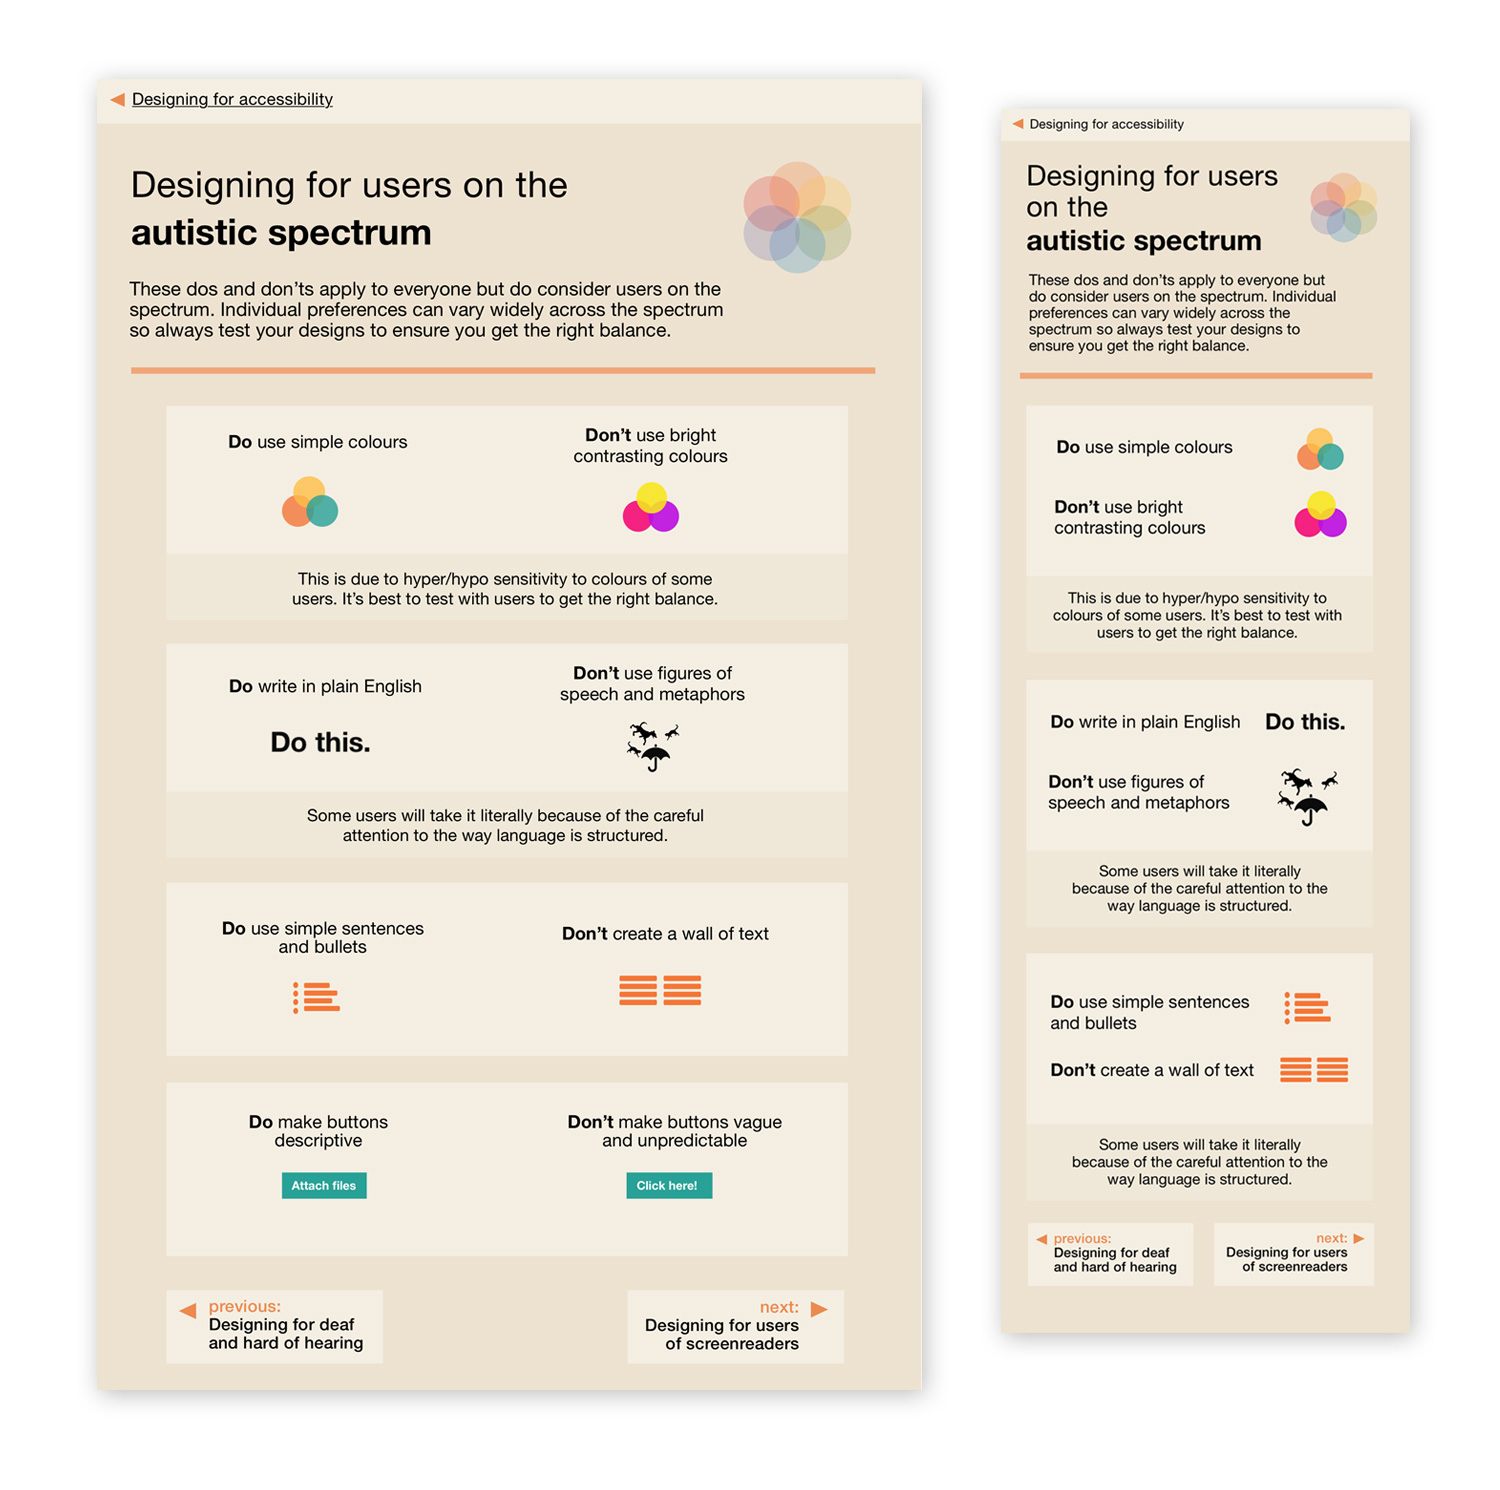 Designing for accessibility
Designing for users on the
autistic spectrum
These dos and don’ts apply to everyone but do consider users on the
spectrum. Individual preferences can vary widely across the spectrum
so always test your designs to ensure you get the right balance.
Do use simple colours
Don’t use bright
contrasting colours
This is due to hyper/hypo sensitivity to colours of some
users. It’s best to test with users to get the right balance.
Do write in plain English
Do this.
Don’t use figures of
speech and metaphors
Some users will take it literally because of the careful
attention to the way language is structured.
Do use simple sentences
and bullets
Don’t create a wall of text
Do make buttons
descriptive
Attach files
Don’t make buttons vague
and unpredictable
Click here!
previous:
Designing for deaf
and hard of hearing
next:
Designing for users
of screenreaders
Designing for accessibility
Designing for users
on the
autistic spectrum
These dos and don’ts apply to everyone but
do consider users on the spectrum. Individual
preferences can vary widely across the
spectrum so always test your designs to
ensure you get the right balance.
Do use simple colours
Don’t use bright
contrasting colours
This is due to hyper/hypo sensitivity to
colours of some users. It’s best to test with
users to get the right balance.
Do write in plain English
Do this.
Don’t use figures of
speech and metaphors
Some users will take it literally
because of the careful attention to the
way language is structured.
Do use simple sentences
and bullets
Don’t create a wall of text
Some users will take it literally
because of the careful attention to the
way language is structured.
previous:
Designing for deaf
and hard of hearing
next:
Designing for users
of screenreaders